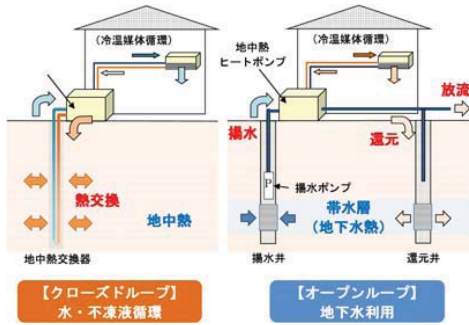 （冷温媒体循環）
熱交換
地中熱
地中熱交換器
【クローズドループ】
水・不凍液循環
（冷温媒体循環）
地中熱
ヒートポンプ
放流
揚水
還元
P
揚水ポンプ
帯水層
（地下水熱）
揚水井
還元井
【オープンループ】
地下水利用